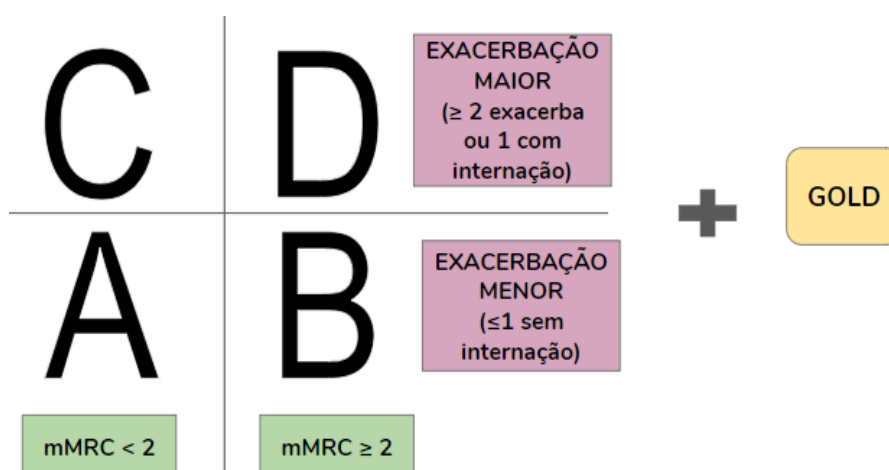 C
D
EXACERBAÇÃO
MAIOR
(≥ 2 exacerba
ou 1 com
internação)
GOLD
A
B
EXACERBAÇÃO
MENOR
(≤1 sem
internação)
mMRC < 2
mMRC ≥ 2